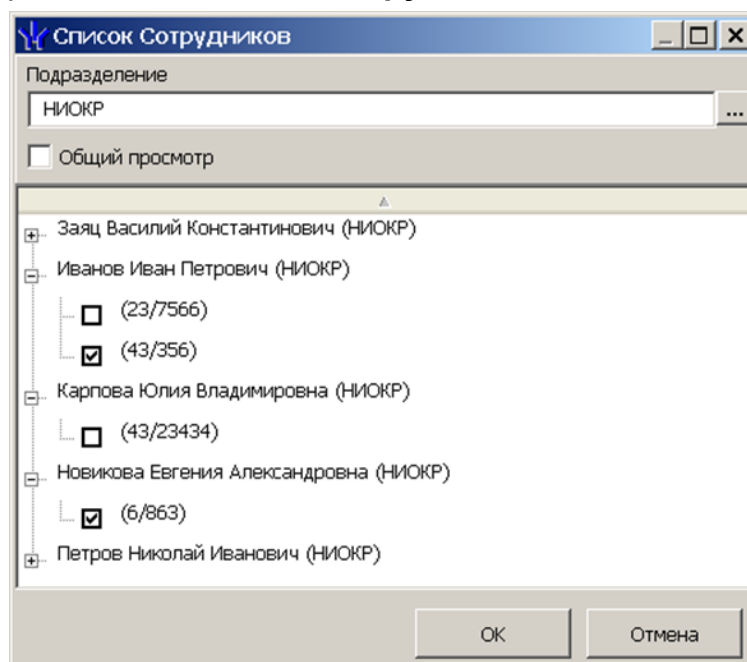 Список Сотрудников
Подразделение
НИОКР
...
Общий просмотр
Заяц Василий Константинович (НИОКР)
Иванов Иван Петрович (НИОКР)
(23/7566)
(43/356)
Карпова Юлия Владимировна (НИОКР)
(43/23434)
Новикова Евгения Александровна (НИОКР)
(6/863)
Петров Николай Иванович (НИОКР)
ОК Отмена